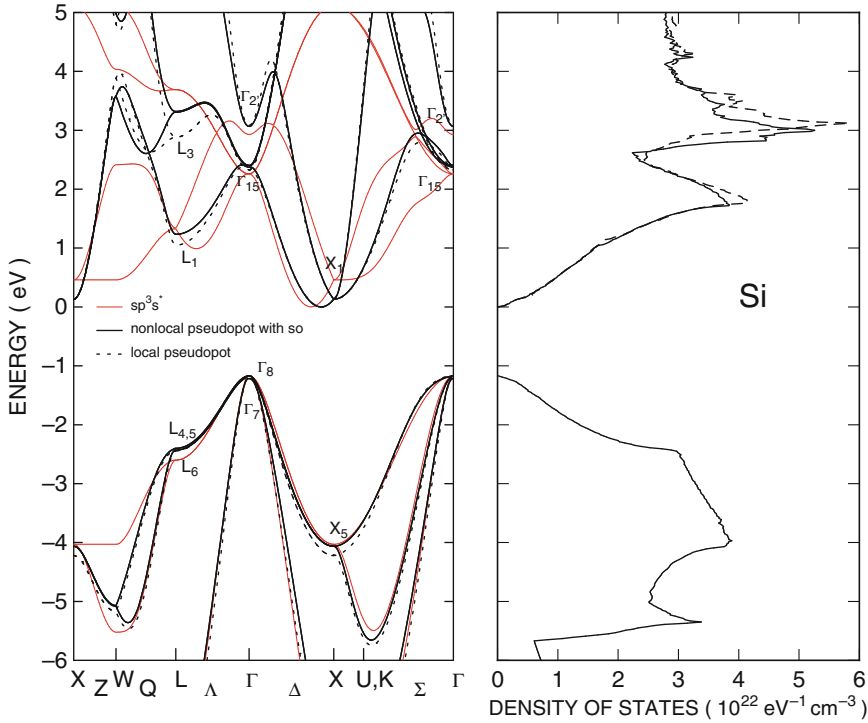 5
4
3
2
1
0
−1
−2
−3
−4
−5
−6
ENERGY ( eV )
Γ2'
L3
Γ15
L1
X1
Γ2'
Γ15
sp3s*
nonlocal pseudopot with so
local pseudopot
Γ8
Γ7
L4,5
L6
X5
X Z W Q L Λ Γ Δ X U,K Σ Γ
Si
0 1 2 3 4 5 6
DENSITY OF STATES ( 10^22 eV−1 cm−3 )